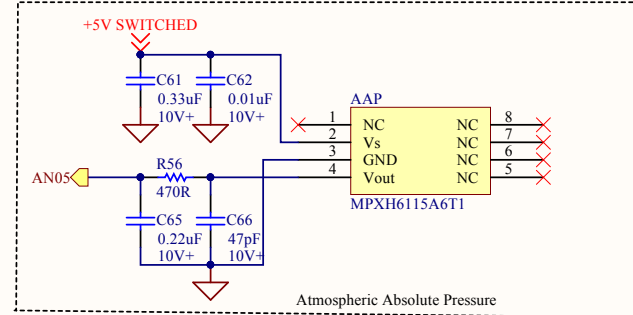 +5V SWITCHED
C61
0.33uF
10V+
C62
0.01uF
10V+
AAP
1 NC NC 8
2 Vs NC 7
3 GND NC 6
4 Vout NC 5
MPXH6115A6T1
AN05
R56
470R
C65
0.22uF
10V+
C66
47pF
10V+
Atmospheric Absolute Pressure